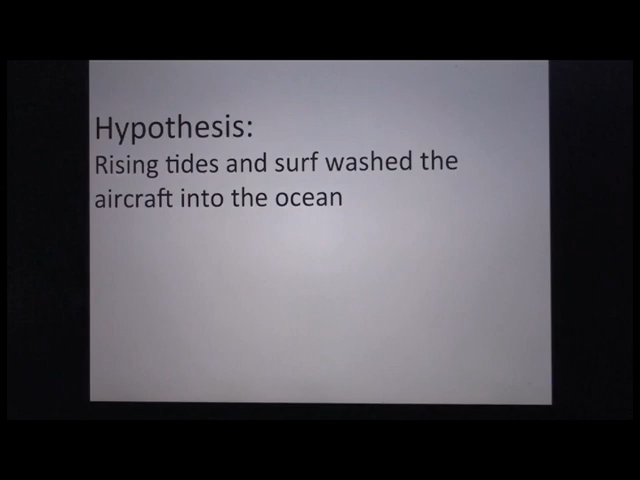 Hypothesis:
Rising tides and surf washed the
aircraft into the ocean